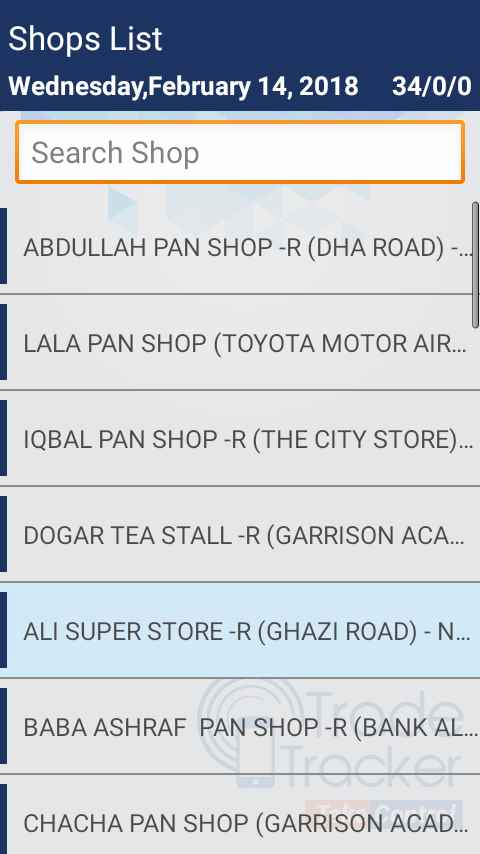 Shops List
Wednesday,February 14, 2018 34/0/0
Search Shop
ABDULLAH PAN SHOP -R (DHA ROAD) -...
LALA PAN SHOP (TOYOTA MOTOR AIR...
IQBAL PAN SHOP -R (THE CITY STORE)...
DOGAR TEA STALL -R (GARRISON ACA...
ALI SUPER STORE -R (GHAZI ROAD) - N...
BABA ASHRAF  PAN SHOP -R (BANK AL...
Trade
Tracker
Take Control
CHACHA PAN SHOP (GARRISON ACAD...